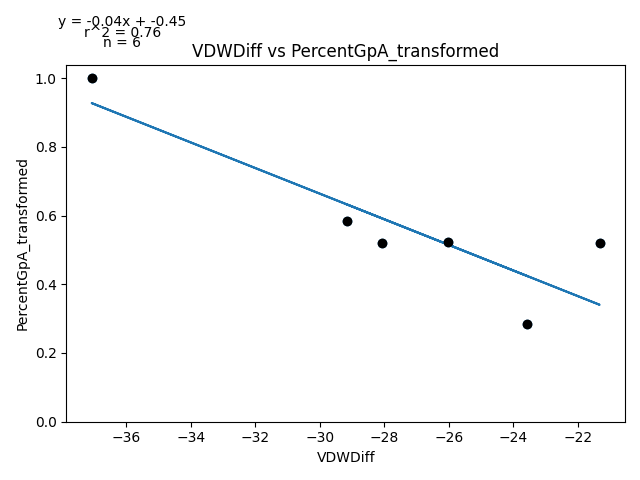 y = -0.04x + -0.45
r^2 = 0.76
n = 6
VDWDiff vs PercentGpA_transformed
PercentGpA_transformed
1.0
0.8
0.6
0.4
0.2
0.0
−36
−34
−32
−30
−28
−26
−24
−22
VDWDiff